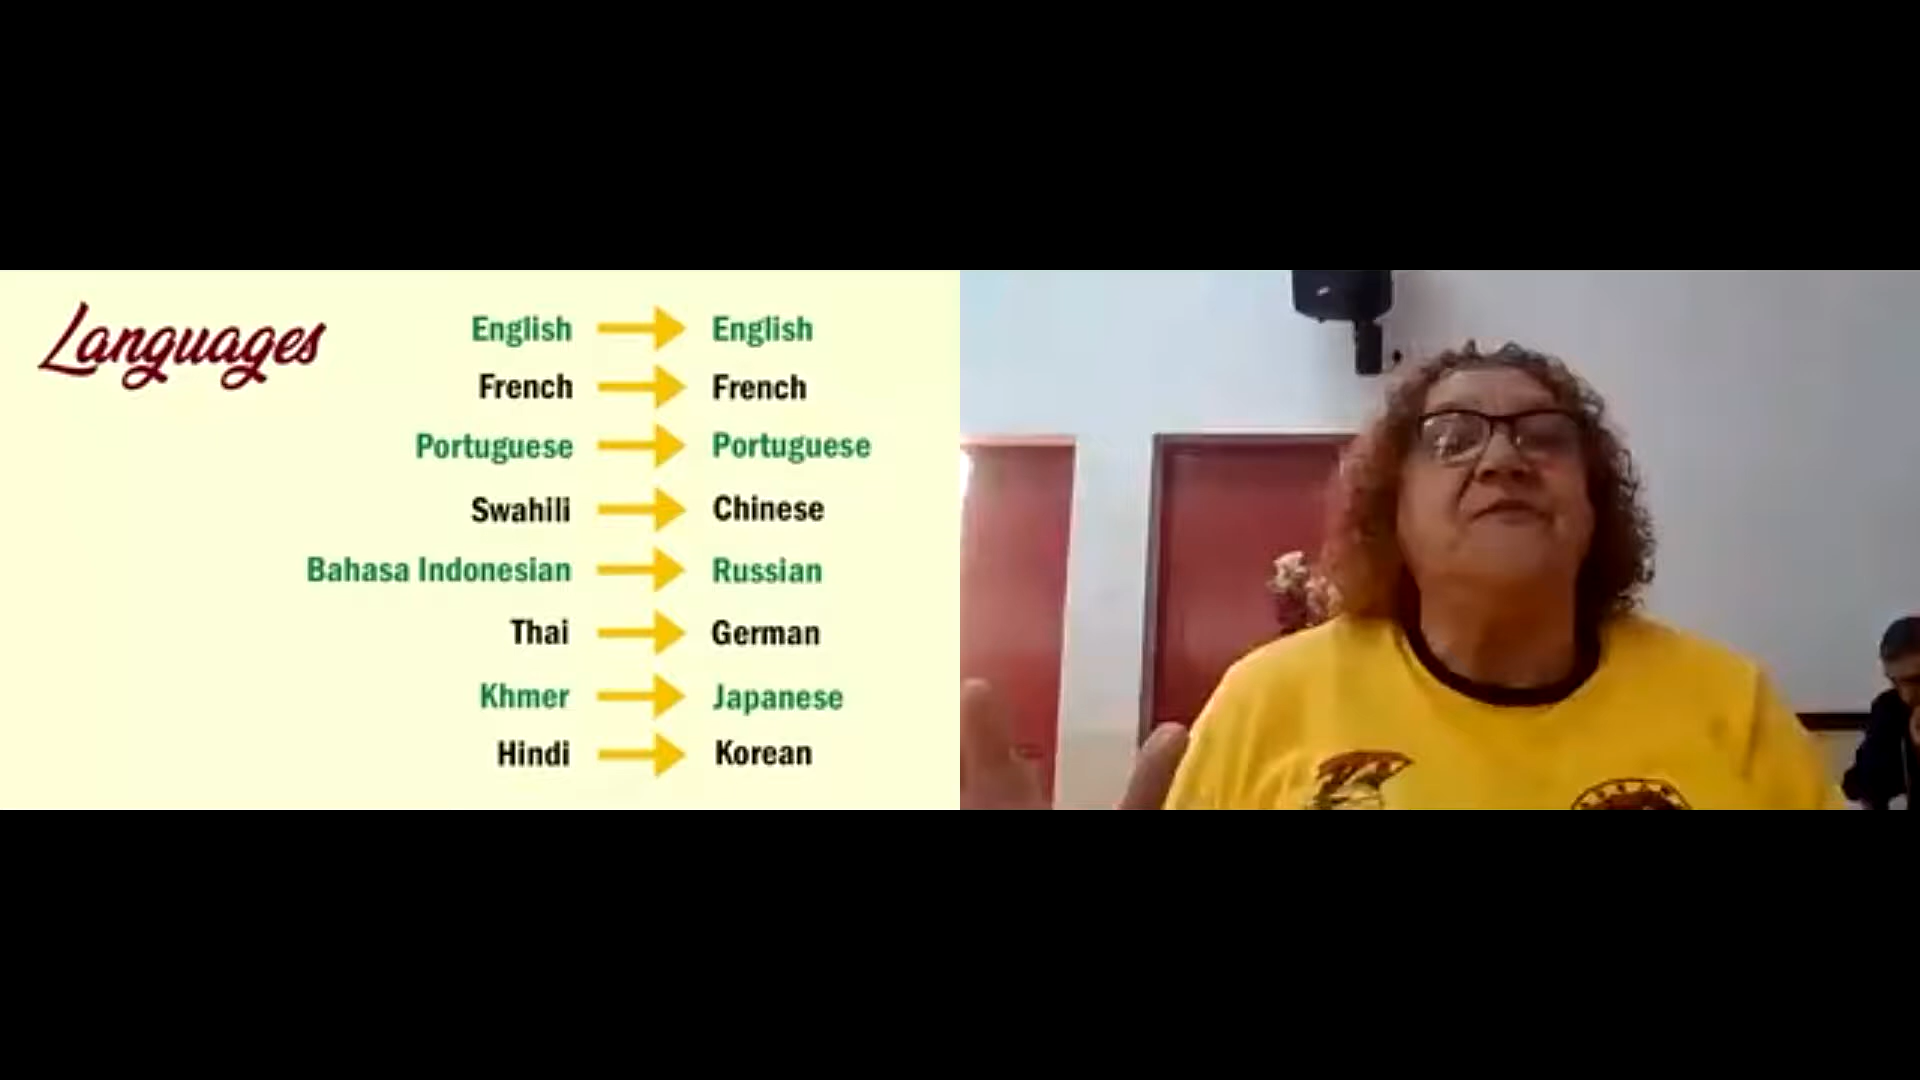 Languages
English English
French French
Portuguese Portuguese
Swahili Chinese
Bahasa Indonesian Russian
Thai German
Khmer Japanese
Hindi Korean